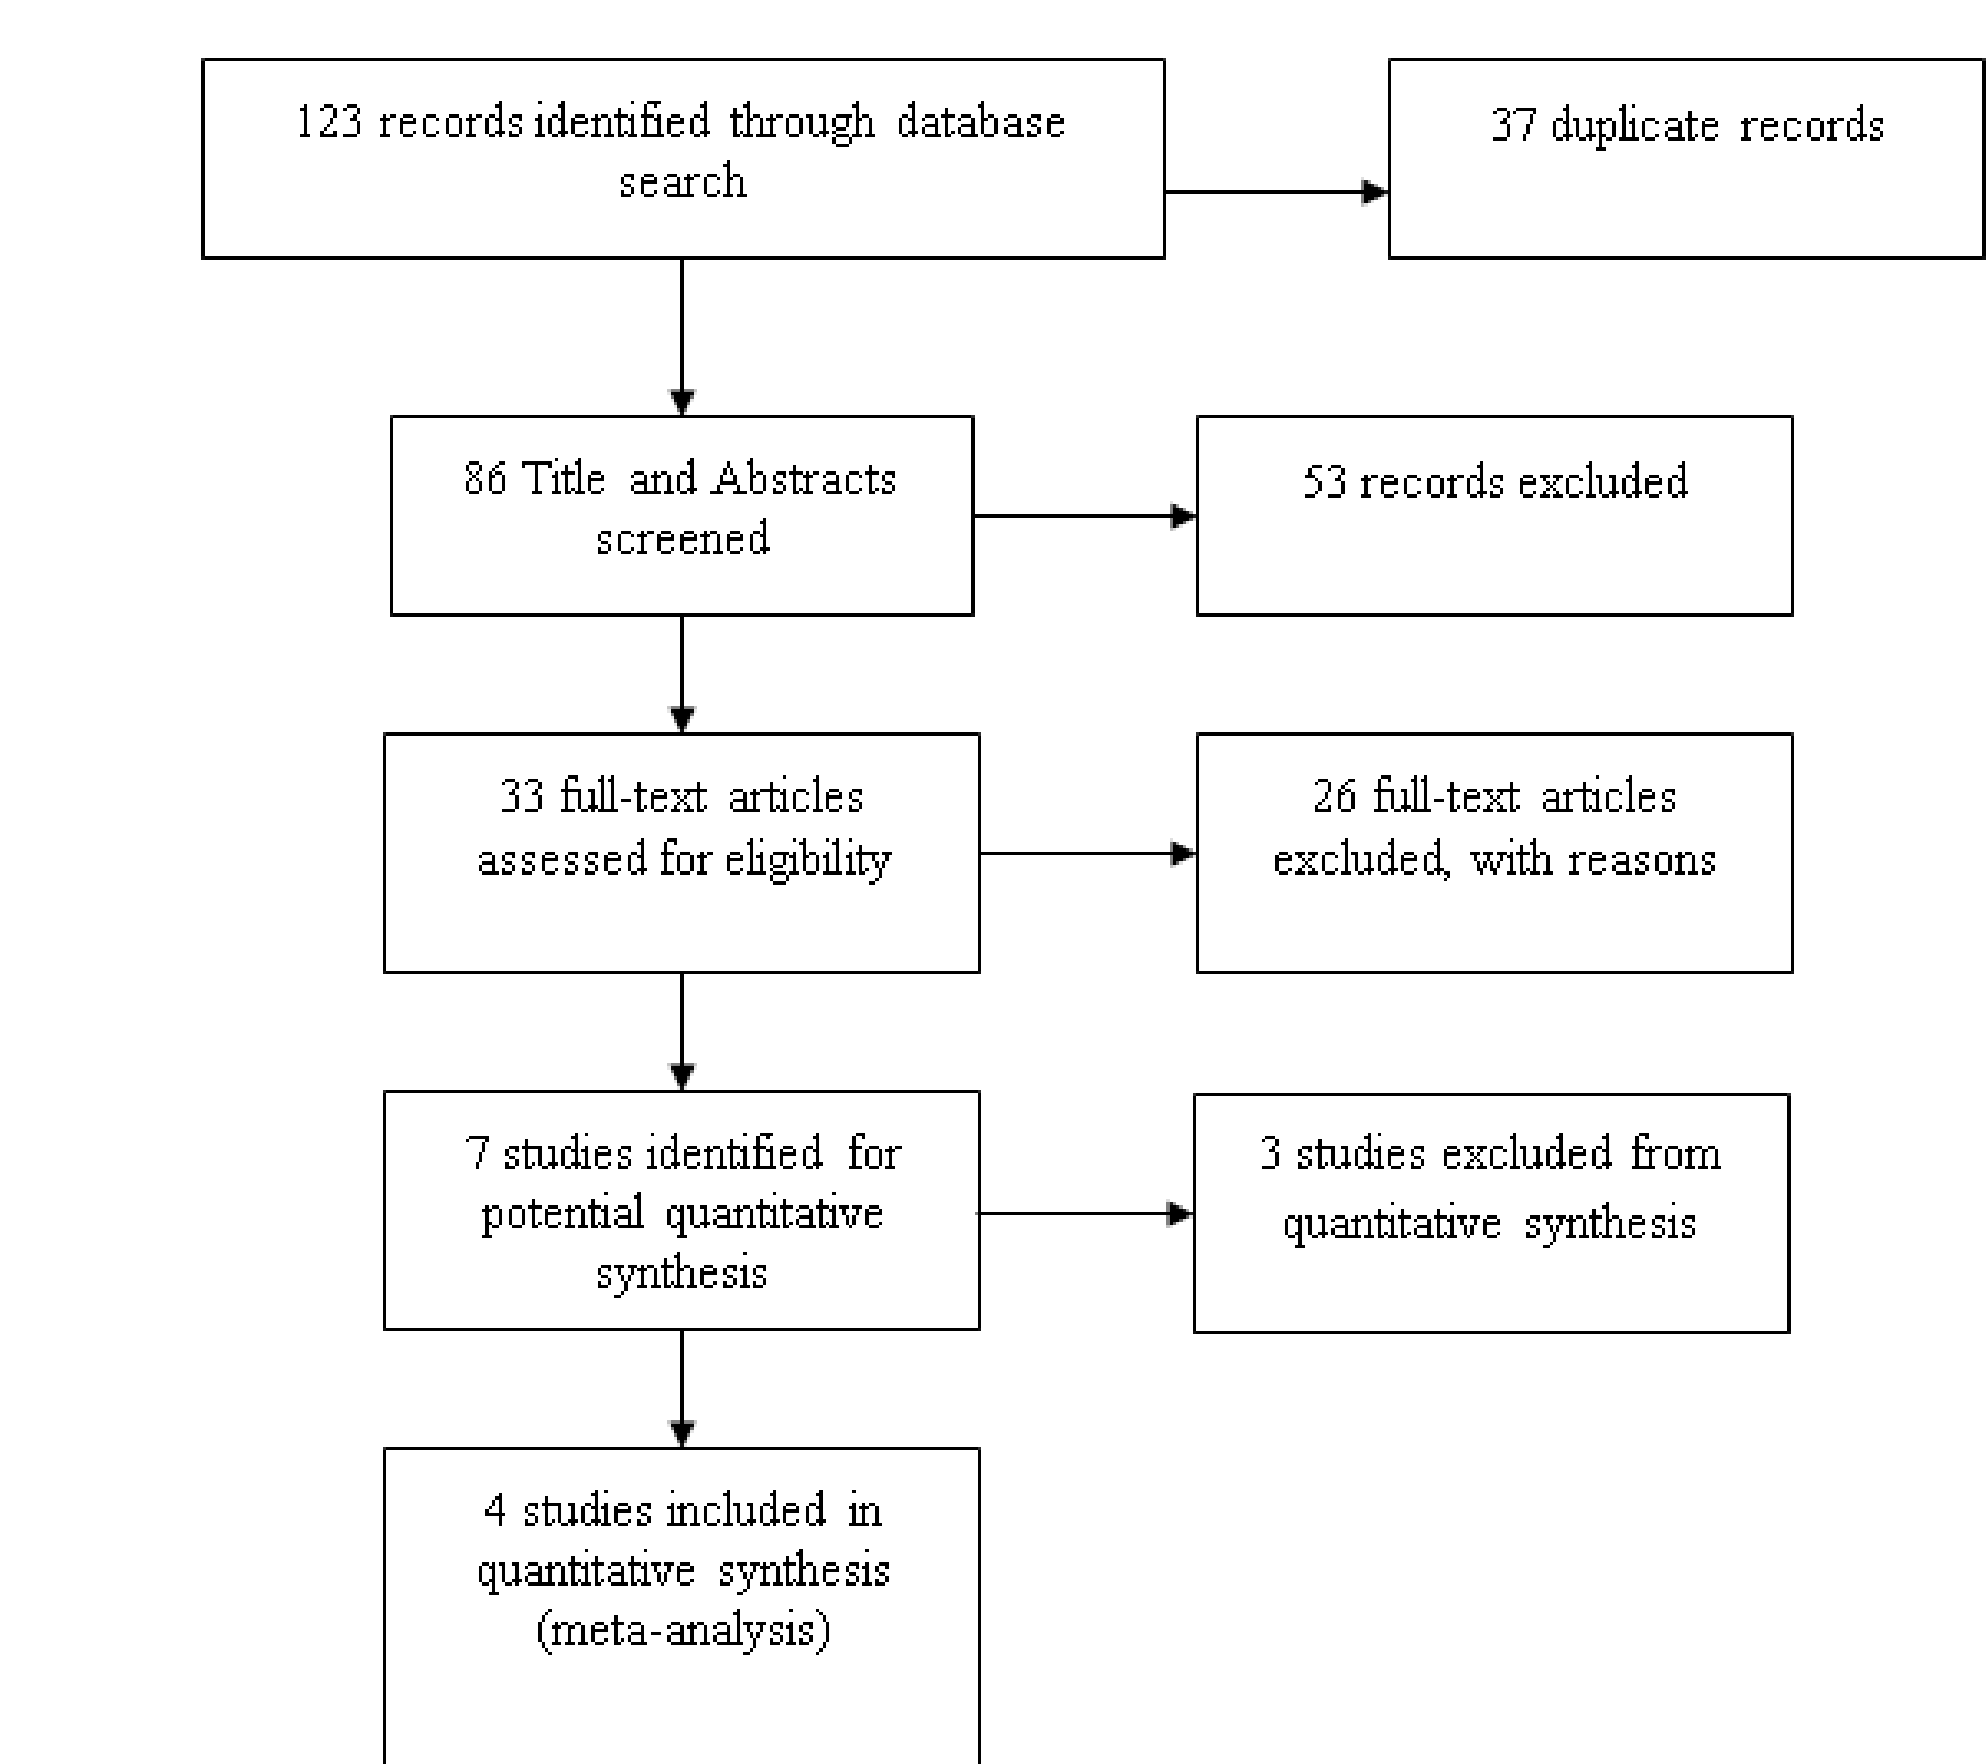 123 records identified through database
search
37 duplicate records
86 Title and Abstracts
screened
53 records excluded
33 full-text articles
assessed for eligibility
26 full-text articles
excluded, with reasons
7 studies identified for
potential quantitative
synthesis
3 studies excluded from
quantitative synthesis
4 studies included in
quantitative synthesis
(meta-analysis)